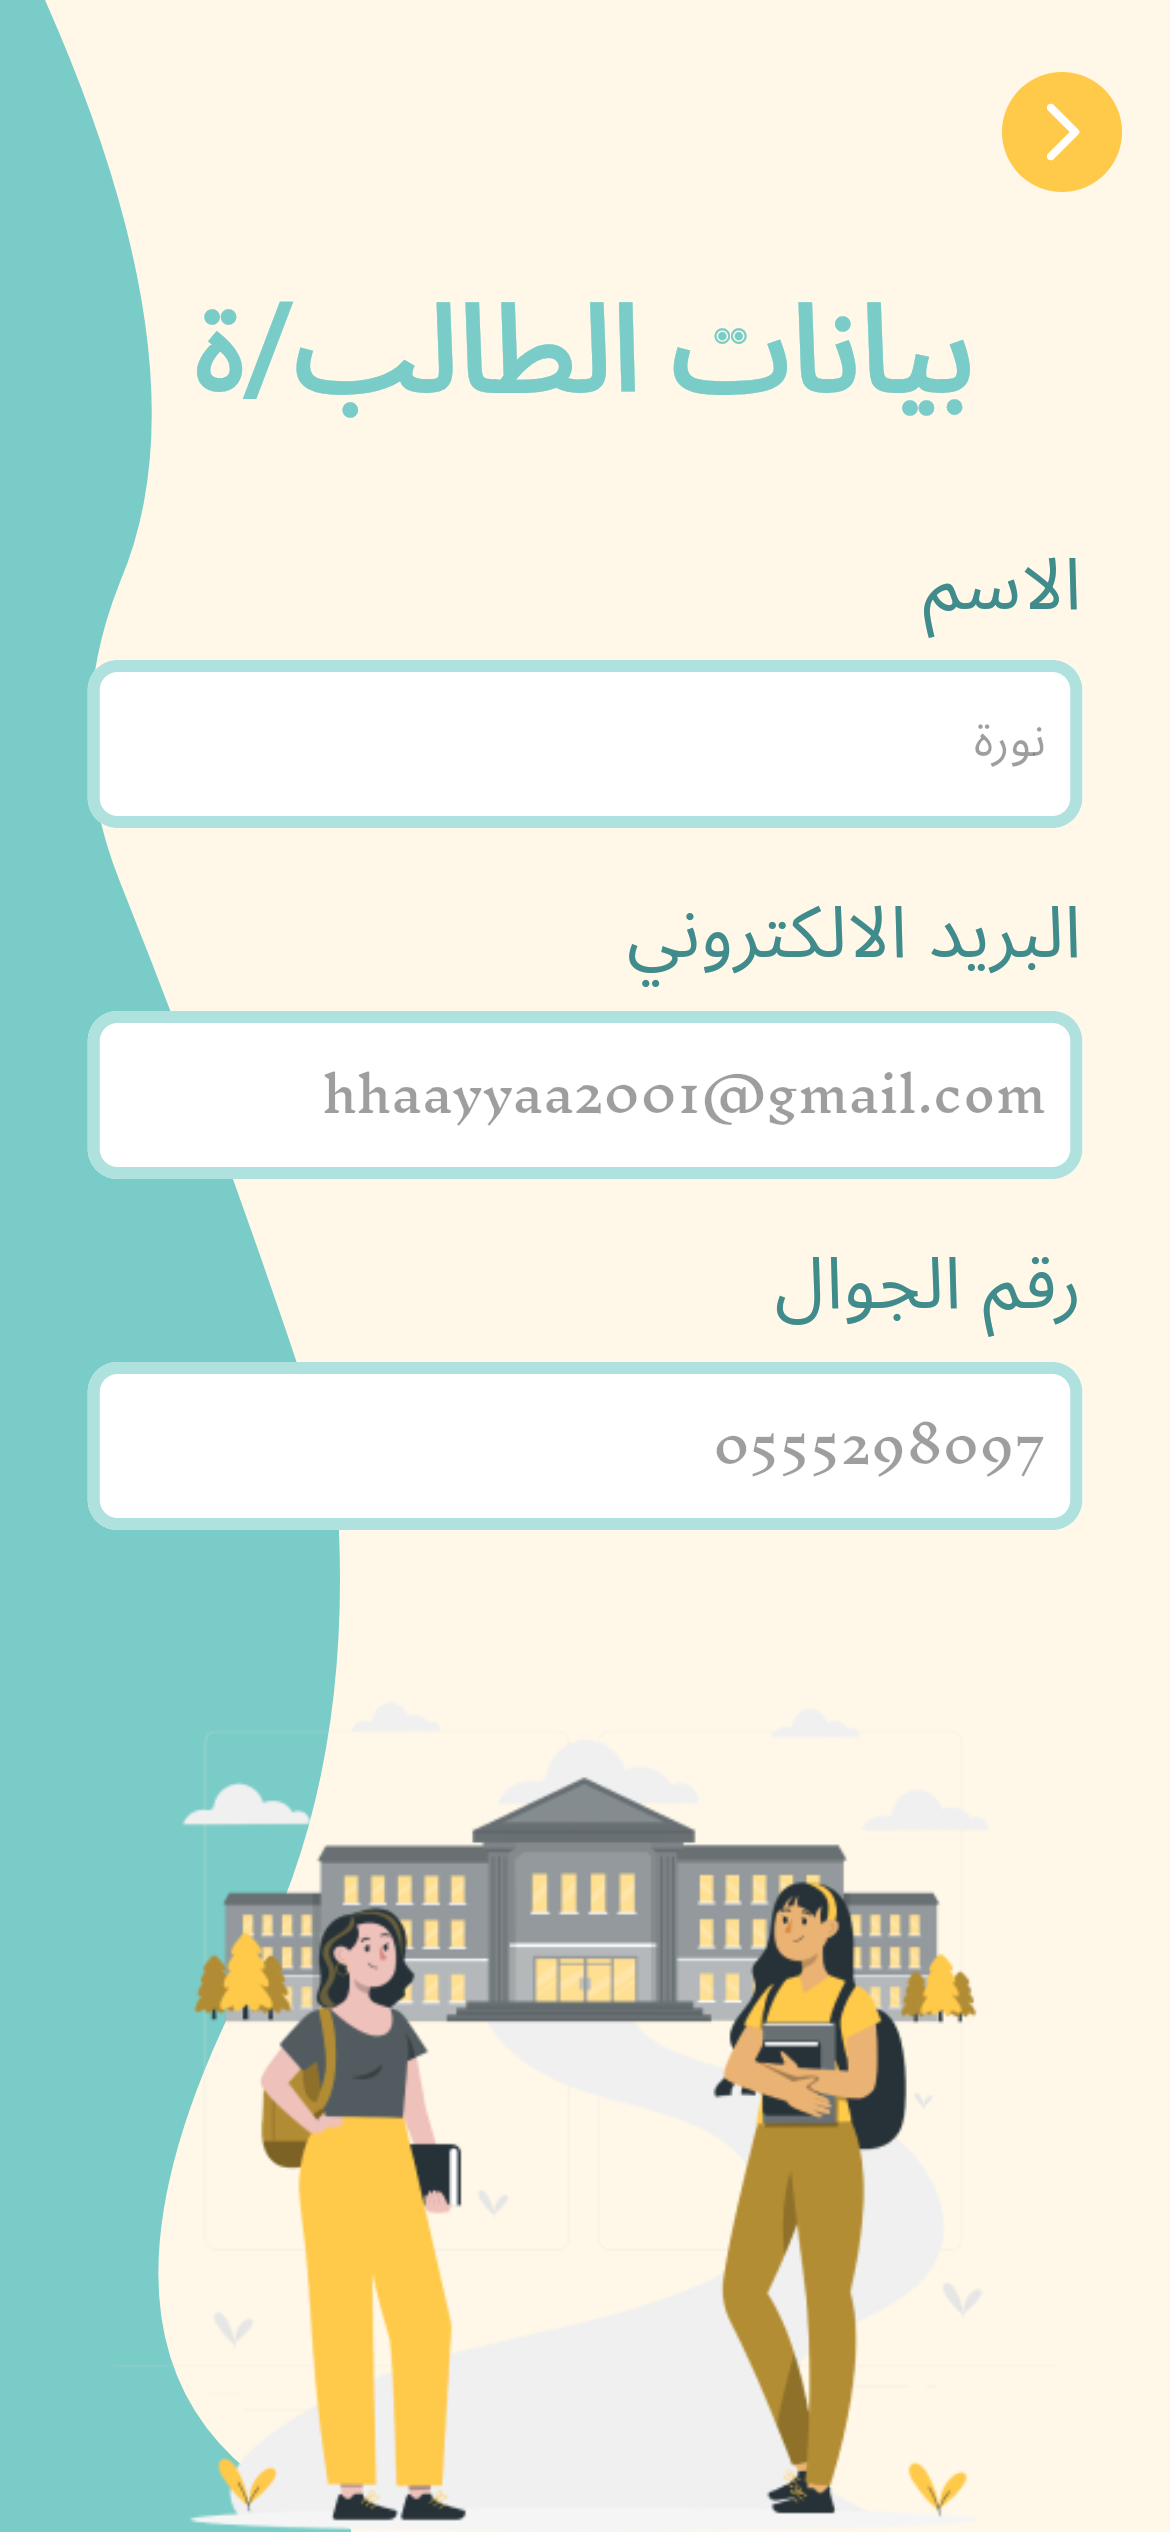 بيانات الطالب/ة
الاسم
نورة
البريد الالكتروني
hhaayyaa2001@gmail.com
رقم الجوال
0555298097